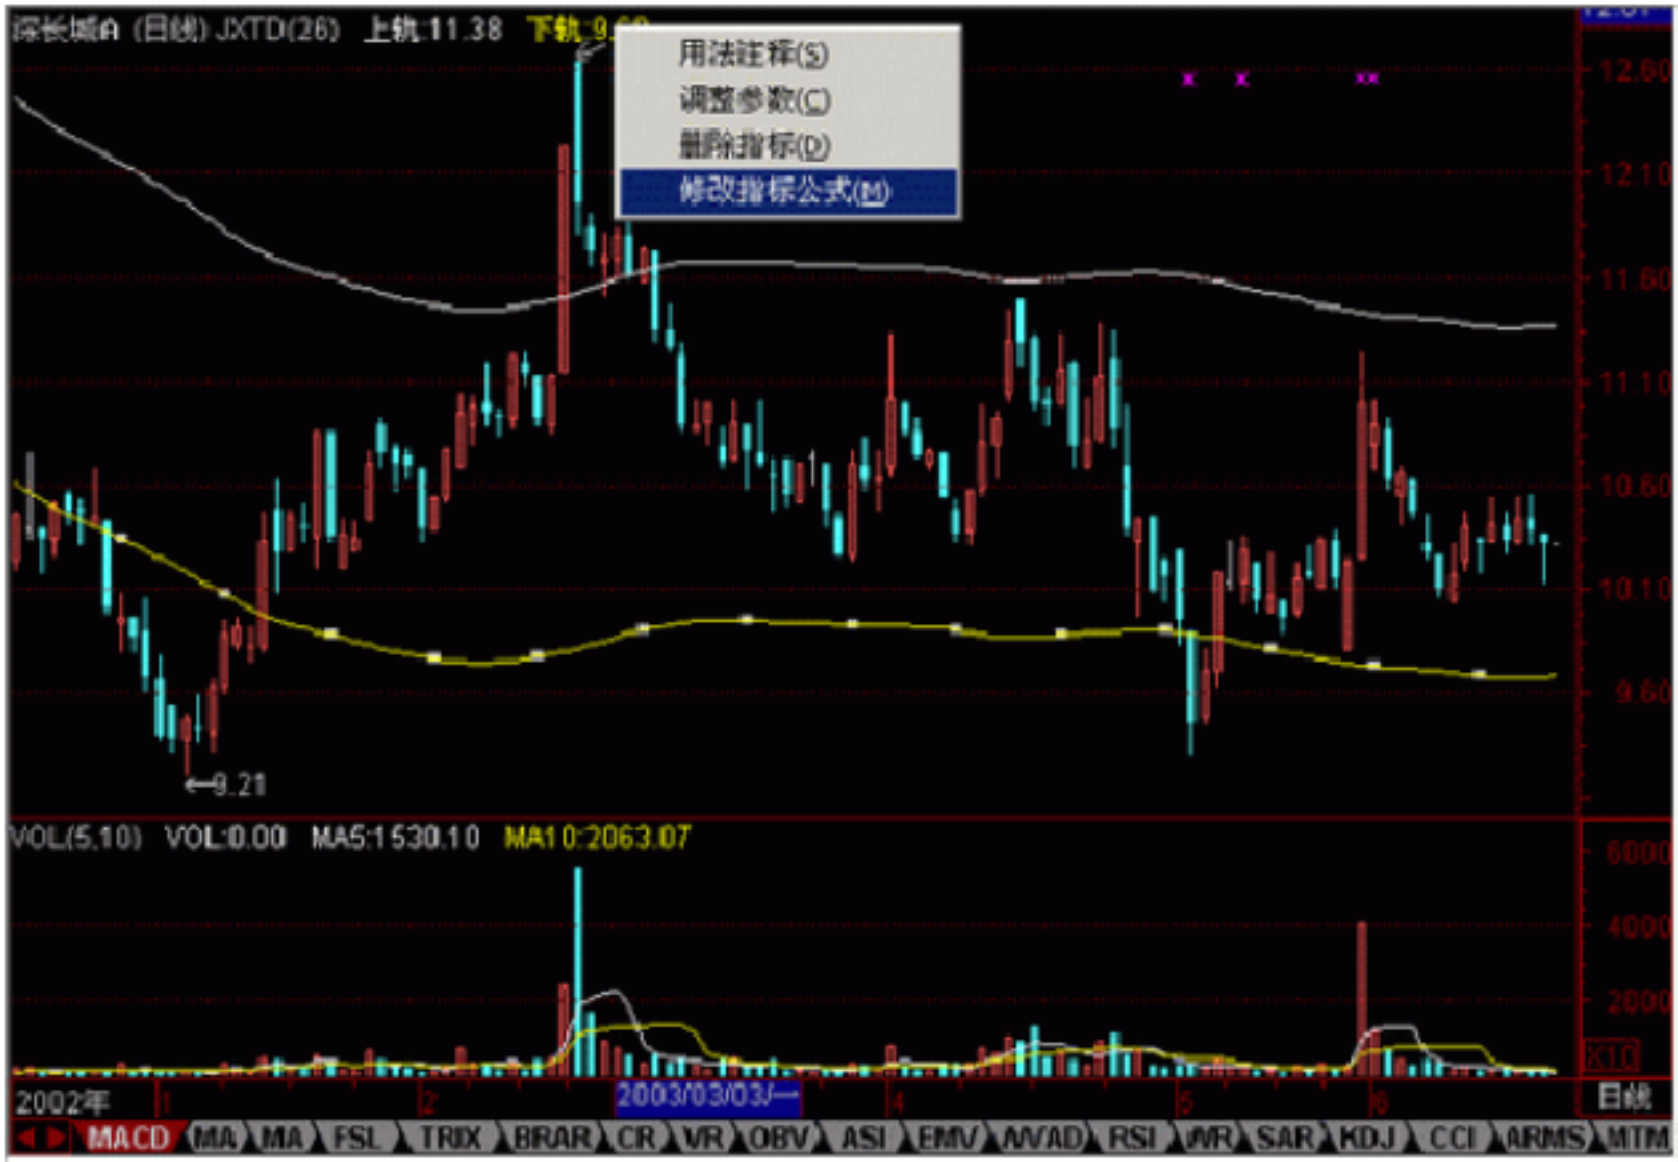 深长城A (日线) JXTD(26) 上轨:11.38 下轨:9.
用法注释(S)
调整参数(C)
删除指标(D)
修改指标公式(M)
12.60
12.10
11.60
11.10
10.60
10.10
9.60
←9.21
VOL(5,10) VOL:0.00 MA5:1530.10 MA10:2063.07
6000
4000
2000
X10
2002年 1 2 2003/03/03/一 4 5 6 日线
MACD MA MA FSL TRIX BRAR CR VR OBV ASI EMV WVAD RSI WR SAR KDJ CCI ARMS MTM